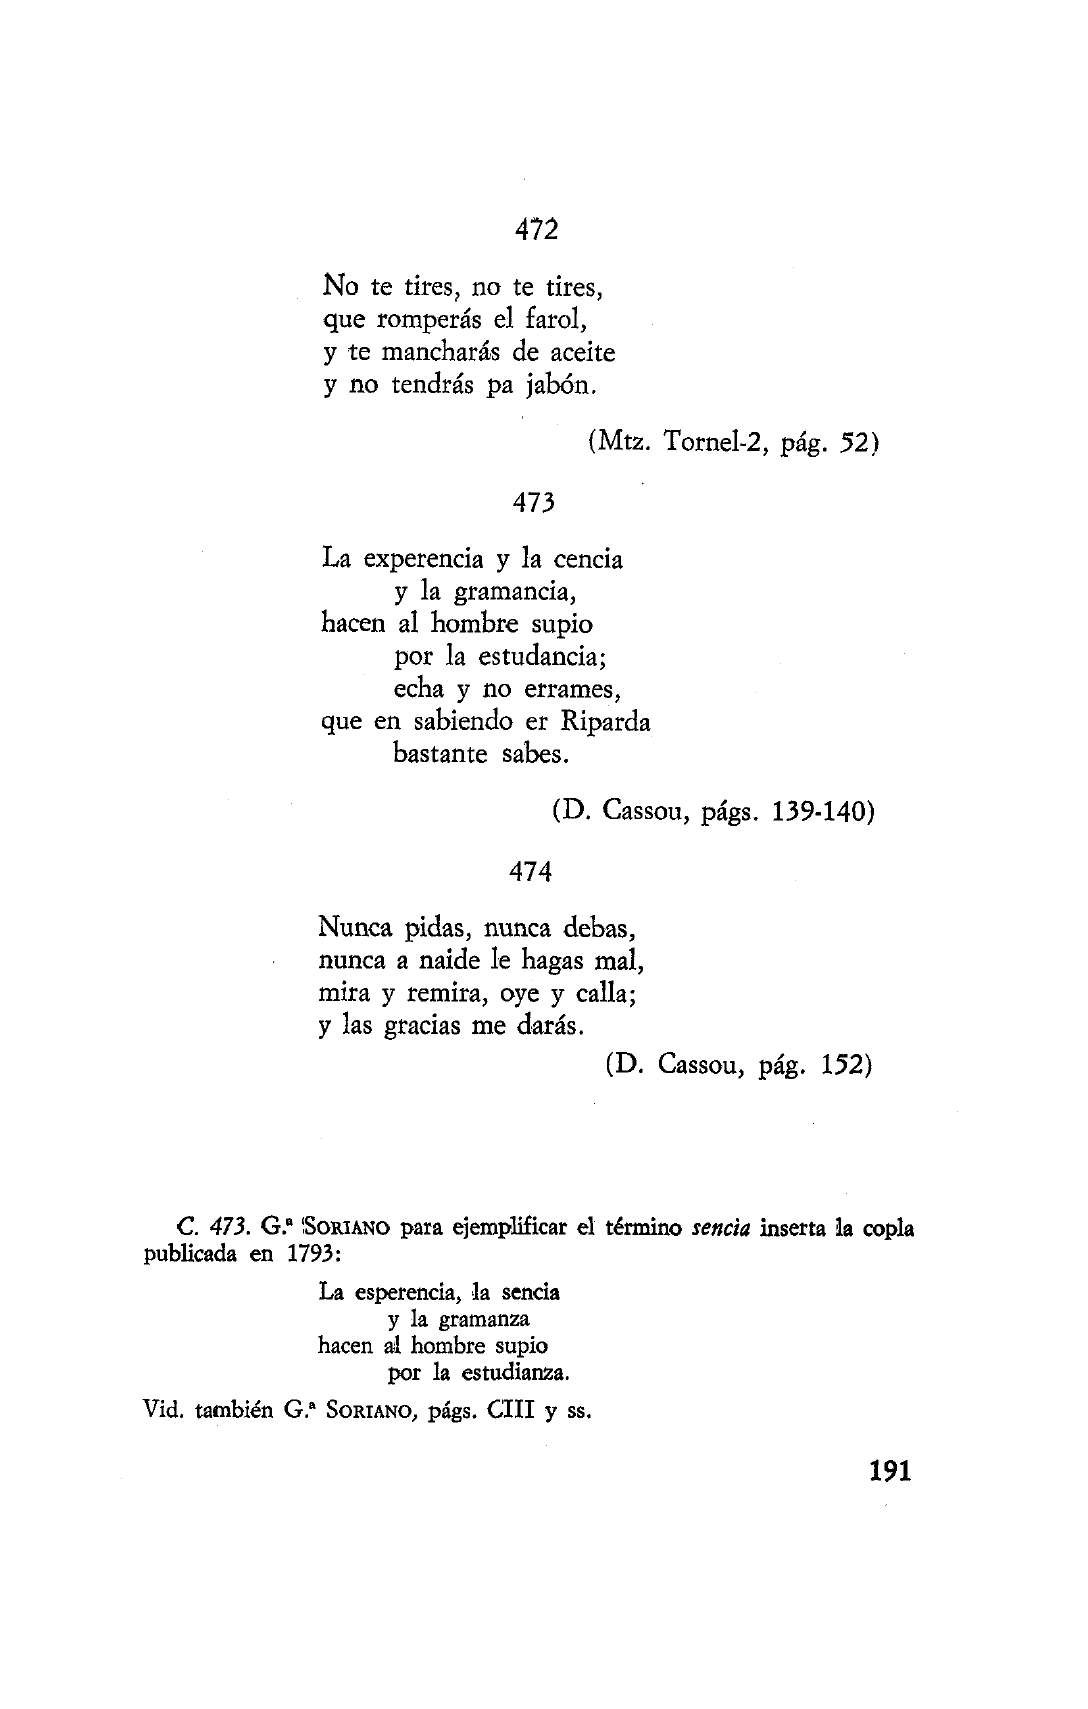 472
No te tires, no te tires,
que romperás el farol,
y te mancharás de aceite
y no tendrás pa jabón.
(Mtz. Tornel-2, pág. 52)
473
La experencia y la cencia
y la gramancia,
hacen al hombre supio
por la estudancia;
echa y no errames,
que en sabiendo er Riparda
bastante sabes.
(D. Cassou, págs. 139-140)
474
Nunca pidas, nunca debas,
nunca a naide le hagas mal,
mira y remira, oye y calla;
y las gracias me darás.
(D. Cassou, pág. 152)
C. 473. G.ª SORIANO para ejemplificar el término sencia inserta la copla
publicada en 1793:
La esperencia, la sencia
y la gramanza
hacen al hombre supio
por la estudianza.
Vid. también G.ª SORIANO, págs. CIII y ss.
191